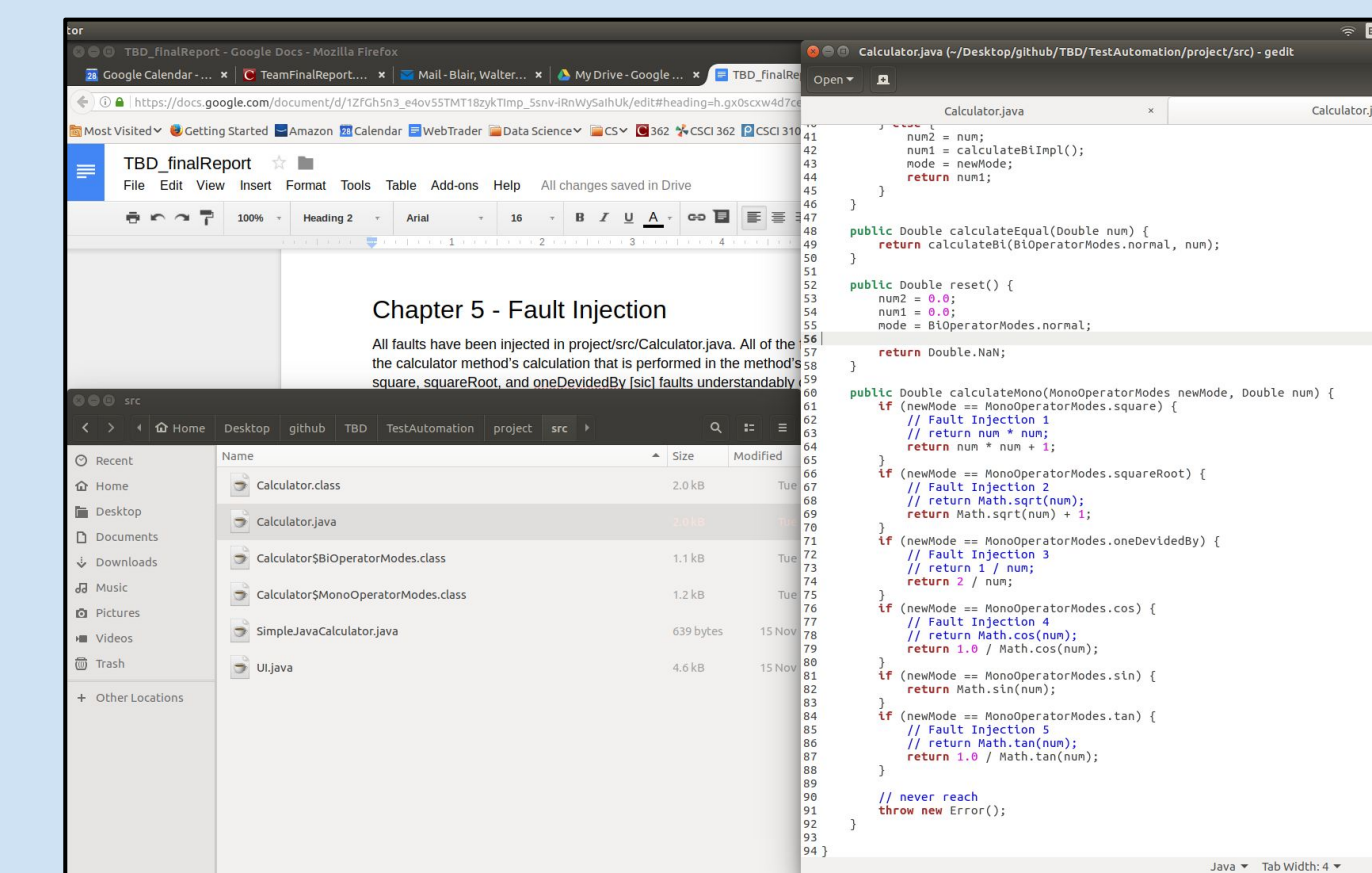 tor
TBD_finalReport - Google Docs - Mozilla Firefox
28 Google Calendar - ... × C TeamFinalReport.... × Mail - Blair, Walter... × My Drive - Google ... × TBD_finalRe
https://docs.google.com/document/d/1ZfGh5n3_e4ov55TMT18zykTImp_5snv-iRnWySaIhUk/edit#heading=h.gx0scxw4d7ce
Most Visited Getting Started Amazon 28 Calendar WebTrader Data Science CS C 362 CSCI 362 CSCI 310
TBD_finalReport
File Edit View Insert Format Tools Table Add-ons Help All changes saved in Drive
100% Heading 2 Arial 16 B I U A
1 2 3 4
Chapter 5 - Fault Injection
All faults have been injected in project/src/Calculator.java. All of the
the calculator method's calculation that is performed in the method's
square, squareRoot, and oneDevidedBy [sic] faults understandably
src
Home Desktop github TBD TestAutomation project src
Recent
Home
Desktop
Documents
Downloads
Music
Pictures
Videos
Trash
+ Other Locations
Name Size Modified
Calculator.class 2.0 kB Tue
Calculator.java 2.0 kB Tue
Calculator$BiOperatorModes.class 1.1 kB Tue
Calculator$MonoOperatorModes.class 1.2 kB Tue
SimpleJavaCalculator.java 639 bytes 15 Nov
UI.java 4.6 kB 15 Nov
Calculator.java (~/Desktop/github/TBD/TestAutomation/project/src) - gedit
Open
Calculator.java × Calculator.j
} else {
41 num2 = num;
42 num1 = calculateBiImpl();
43 mode = newMode;
44 return num1;
45 }
46 }
47
48 public Double calculateEqual(Double num) {
49 return calculateBi(BiOperatorModes.normal, num);
50 }
51
52 public Double reset() {
53 num2 = 0.0;
54 num1 = 0.0;
55 mode = BiOperatorModes.normal;
56
57 return Double.NaN;
58 }
59
60 public Double calculateMono(MonoOperatorModes newMode, Double num) {
61 if (newMode == MonoOperatorModes.square) {
62 // Fault Injection 1
63 // return num * num;
64 return num * num + 1;
65 }
66 if (newMode == MonoOperatorModes.squareRoot) {
67 // Fault Injection 2
68 // return Math.sqrt(num);
69 return Math.sqrt(num) + 1;
70 }
71 if (newMode == MonoOperatorModes.oneDevidedBy) {
72 // Fault Injection 3
73 // return 1 / num;
74 return 2 / num;
75 }
76 if (newMode == MonoOperatorModes.cos) {
77 // Fault Injection 4
78 // return Math.cos(num);
79 return 1.0 / Math.cos(num);
80 }
81 if (newMode == MonoOperatorModes.sin) {
82 return Math.sin(num);
83 }
84 if (newMode == MonoOperatorModes.tan) {
85 // Fault Injection 5
86 // return Math.tan(num);
87 return 1.0 / Math.tan(num);
88 }
89
90 // never reach
91 throw new Error();
92 }
93
94 }
Java Tab Width: 4